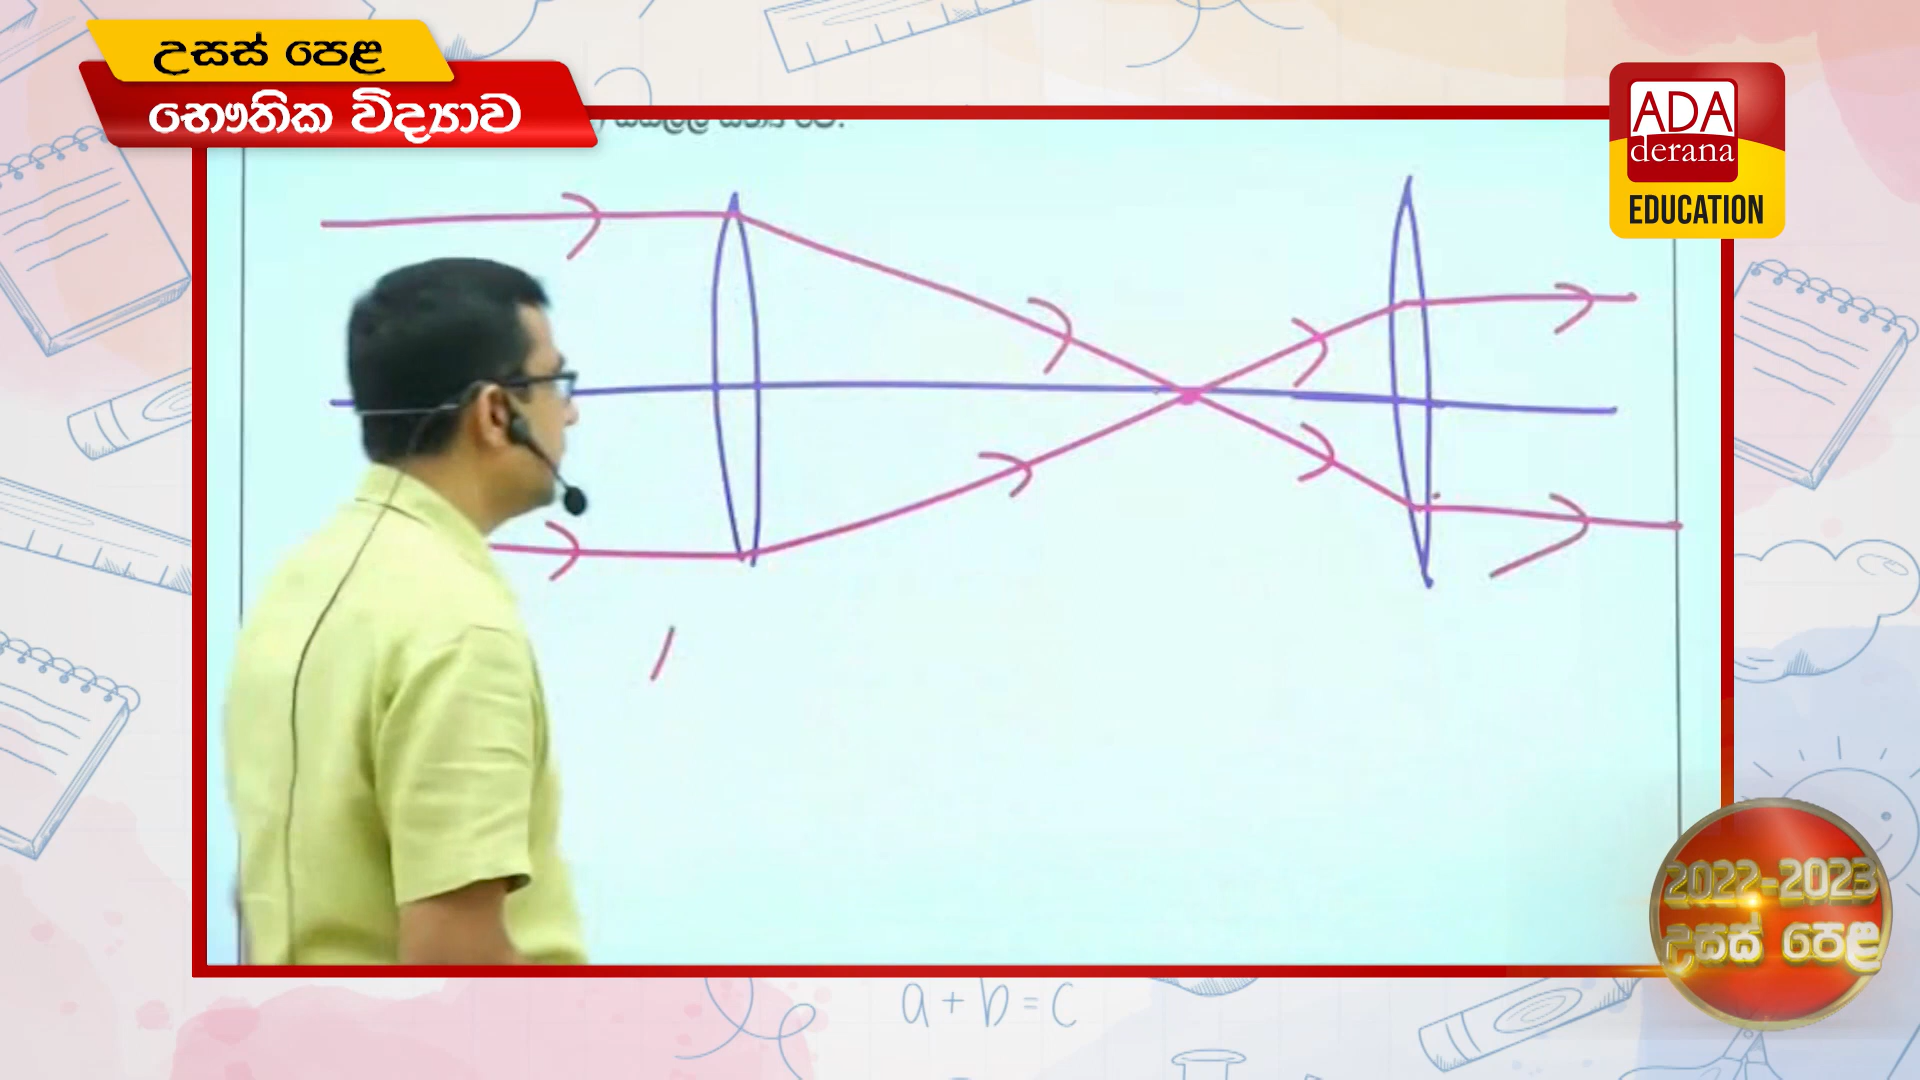 උසස් පෙළ
භෞතික විද්‍යාව
ADA
derana
EDUCATION
2022-2023
උසස් පෙළ
a+b=c